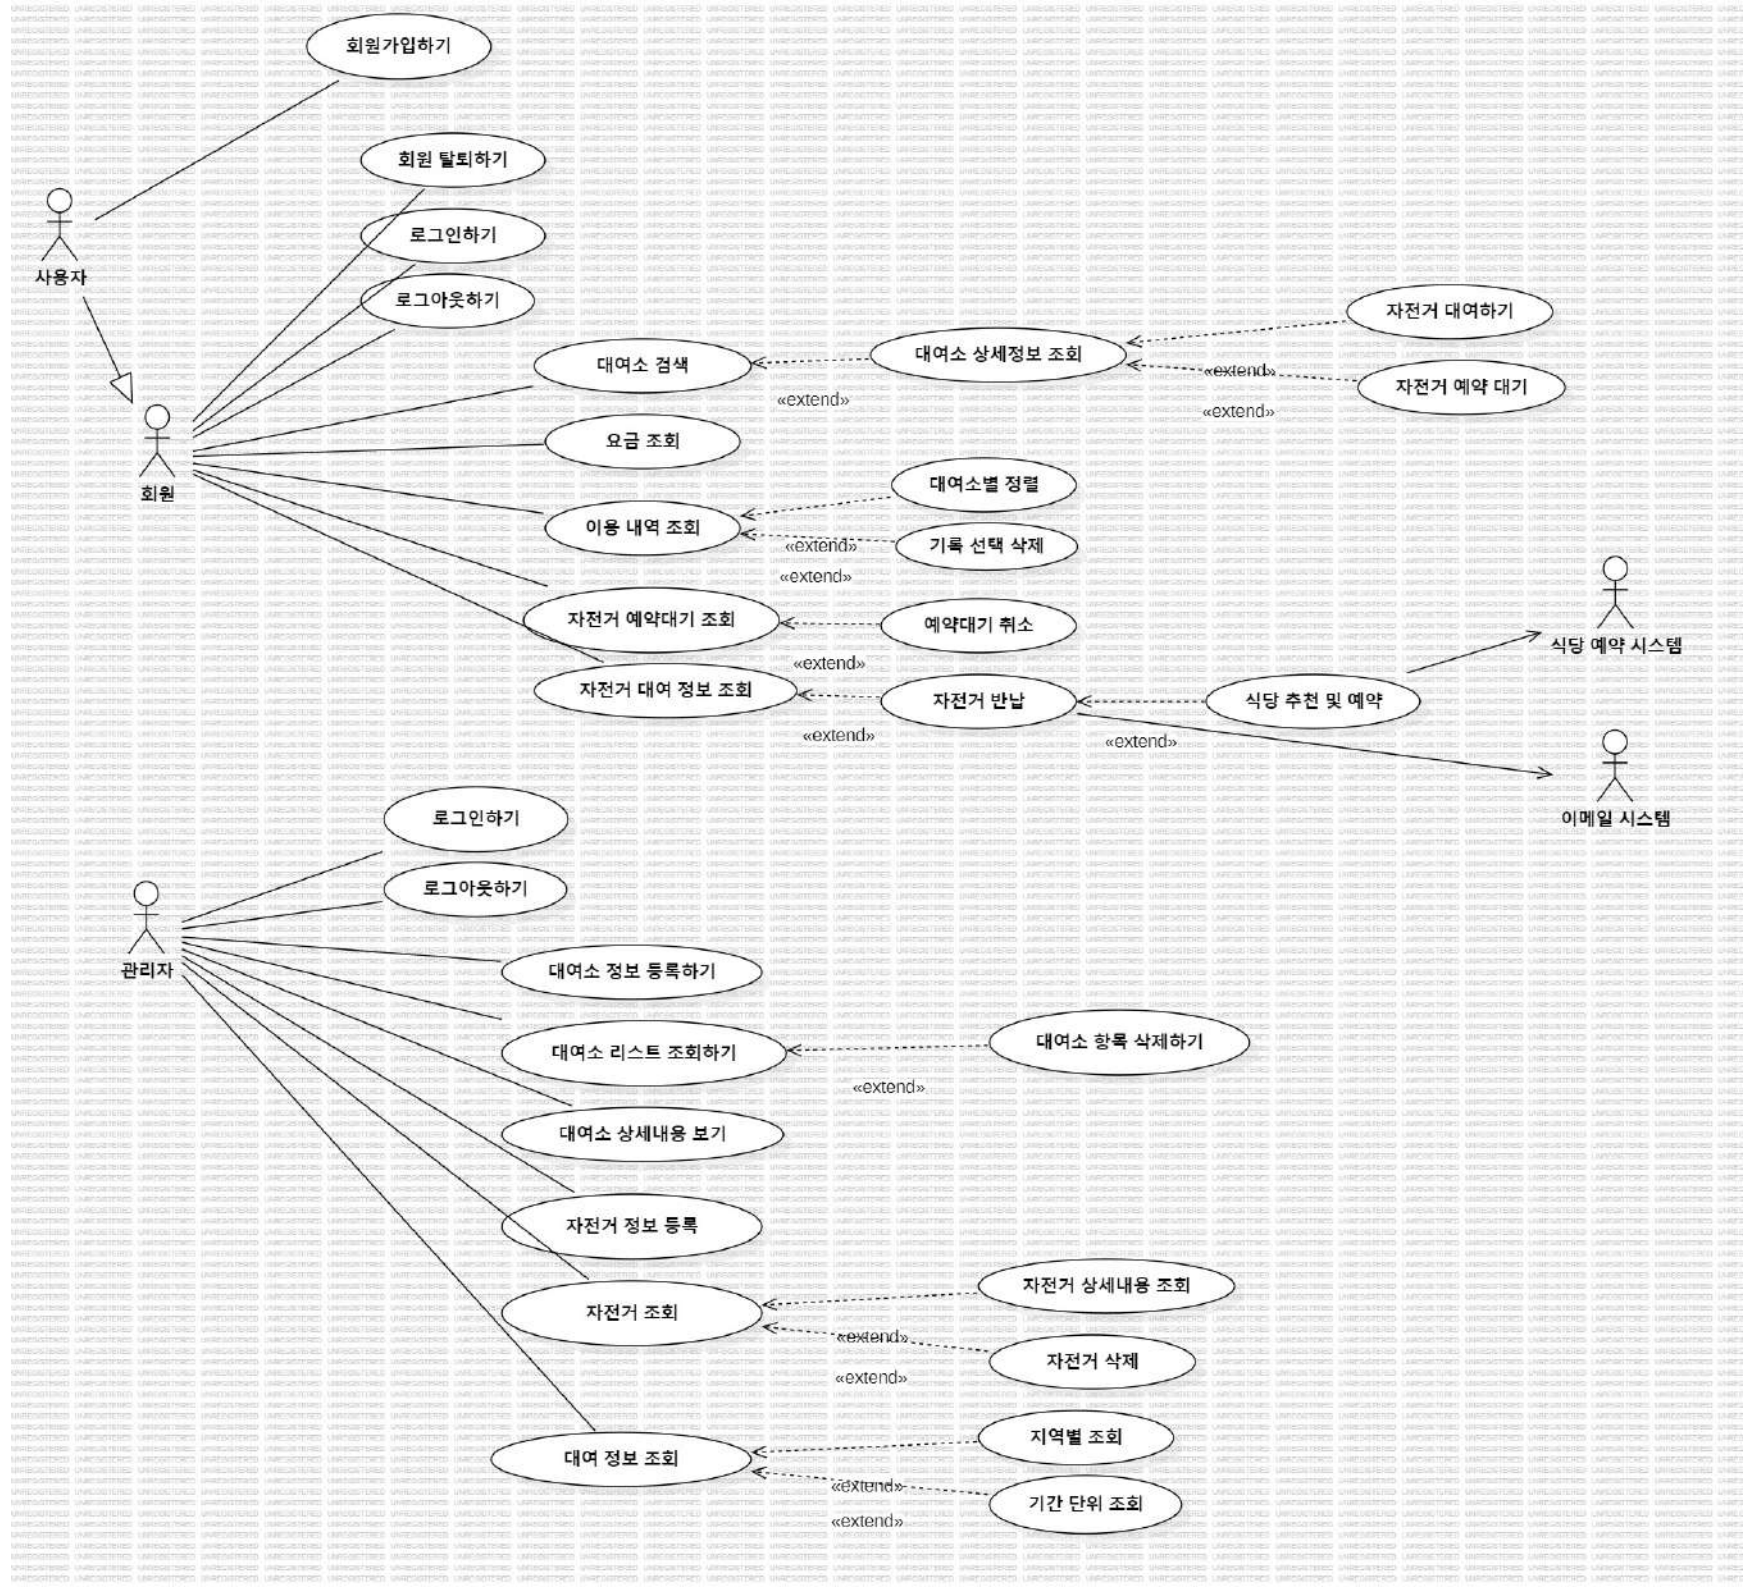 회원가입하기
회원 탈퇴하기
로그인하기
로그아웃하기
사용자
회원
대여소 검색
«extend»
대여소 상세정보 조회
자전거 대여하기
«extend»
자전거 예약 대기
«extend»
요금 조회
이용 내역 조회
대여소별 정렬
«extend»
기록 선택 삭제
«extend»
자전거 예약대기 조회
예약대기 취소
«extend»
자전거 대여 정보 조회
자전거 반납
«extend»
식당 추천 및 예약
«extend»
식당 예약 시스템
이메일 시스템
로그인하기
로그아웃하기
관리자
대여소 정보 등록하기
대여소 리스트 조회하기
대여소 항목 삭제하기
«extend»
대여소 상세내용 보기
자전거 정보 등록
자전거 조회
자전거 상세내용 조회
«extend»
자전거 삭제
«extend»
대여 정보 조회
지역별 조회
«extend»
기간 단위 조회
«extend»